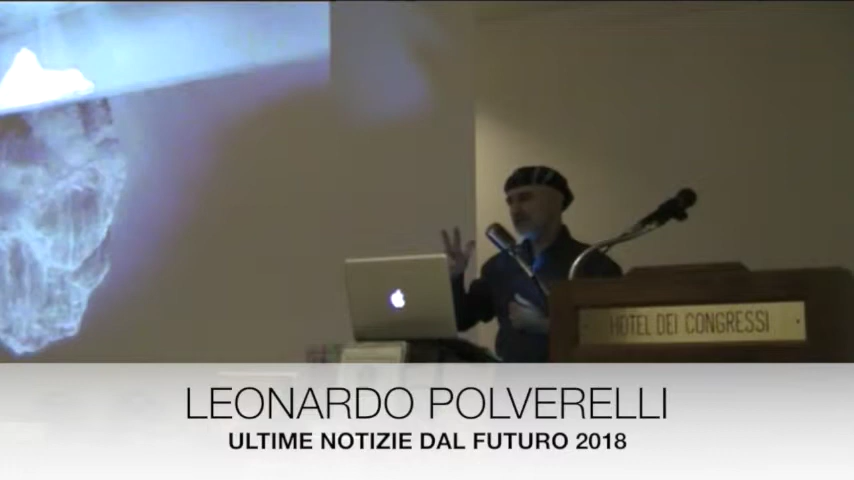 HOTEL DEI CONGRESSI
LEONARDO POLVERELLI
ULTIME NOTIZIE DAL FUTURO 2018